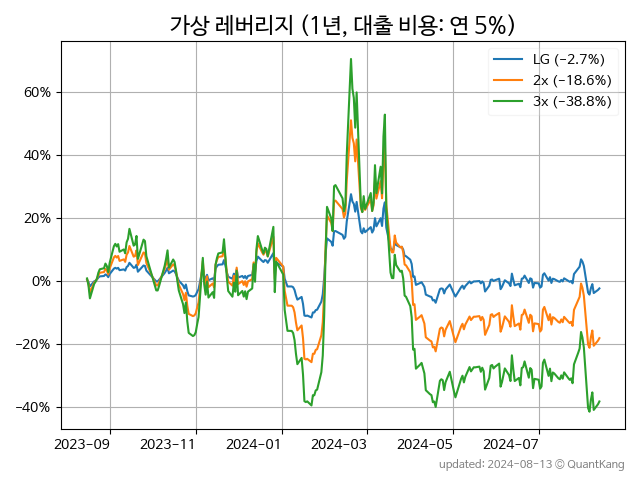 가상 레버리지 (1년, 대출 비용: 연 5%)
LG (−2.7%)
2x (−18.6%)
3x (−38.8%)
60%
40%
20%
0%
−20%
−40%
2023-09
2023-11
2024-01
2024-03
2024-05
2024-07
updated: 2024-08-13 © QuantKang